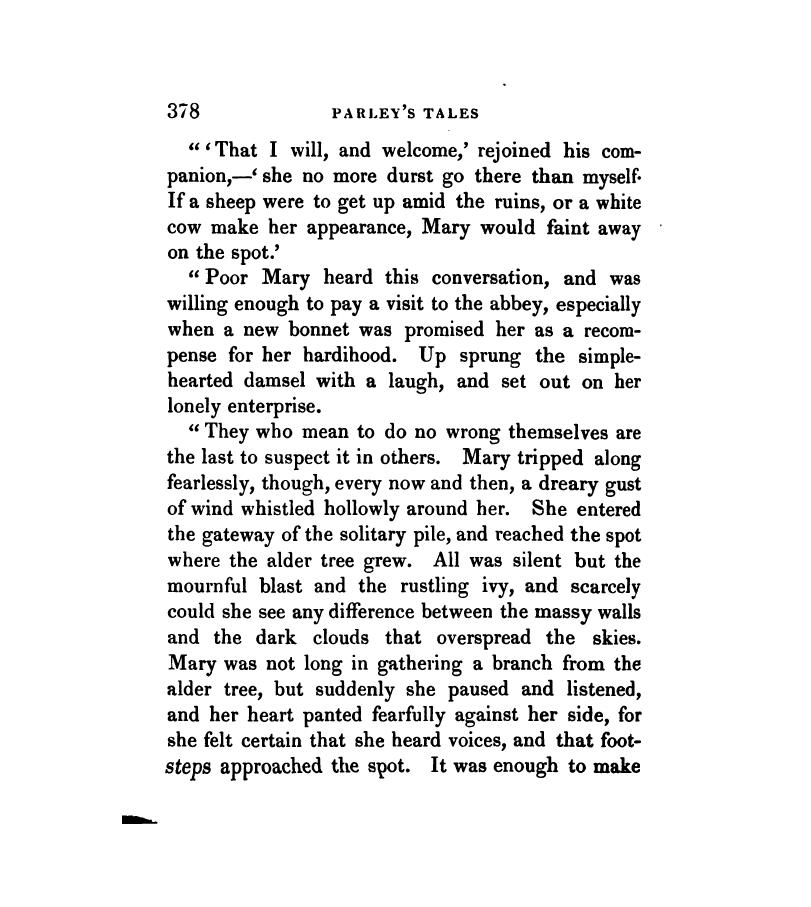 378 PARLEY'S TALES
“‘That I will, and welcome,’ rejoined his com-
panion,—‘she no more durst go there than myself.
If a sheep were to get up amid the ruins, or a white
cow make her appearance, Mary would faint away
on the spot.’
“Poor Mary heard this conversation, and was
willing enough to pay a visit to the abbey, especially
when a new bonnet was promised her as a recom-
pense for her hardihood. Up sprung the simple-
hearted damsel with a laugh, and set out on her
lonely enterprise.
“They who mean to do no wrong themselves are
the last to suspect it in others. Mary tripped along
fearlessly, though, every now and then, a dreary gust
of wind whistled hollowly around her. She entered
the gateway of the solitary pile, and reached the spot
where the alder tree grew. All was silent but the
mournful blast and the rustling ivy, and scarcely
could she see any difference between the massy walls
and the dark clouds that overspread the skies.
Mary was not long in gathering a branch from the
alder tree, but suddenly she paused and listened,
and her heart panted fearfully against her side, for
she felt certain that she heard voices, and that foot-
steps approached the spot. It was enough to make